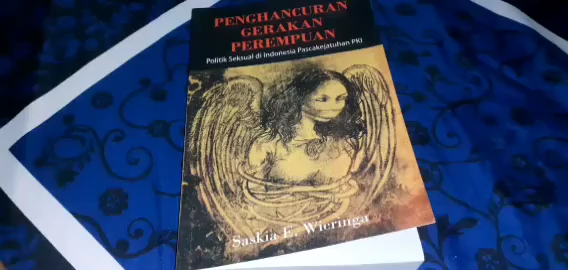 PENGHANCURAN
GERAKAN
PEREMPUAN
Politik Seksual di Indonesia Pascakejatuhan PKI
Saskia E. Wieringa